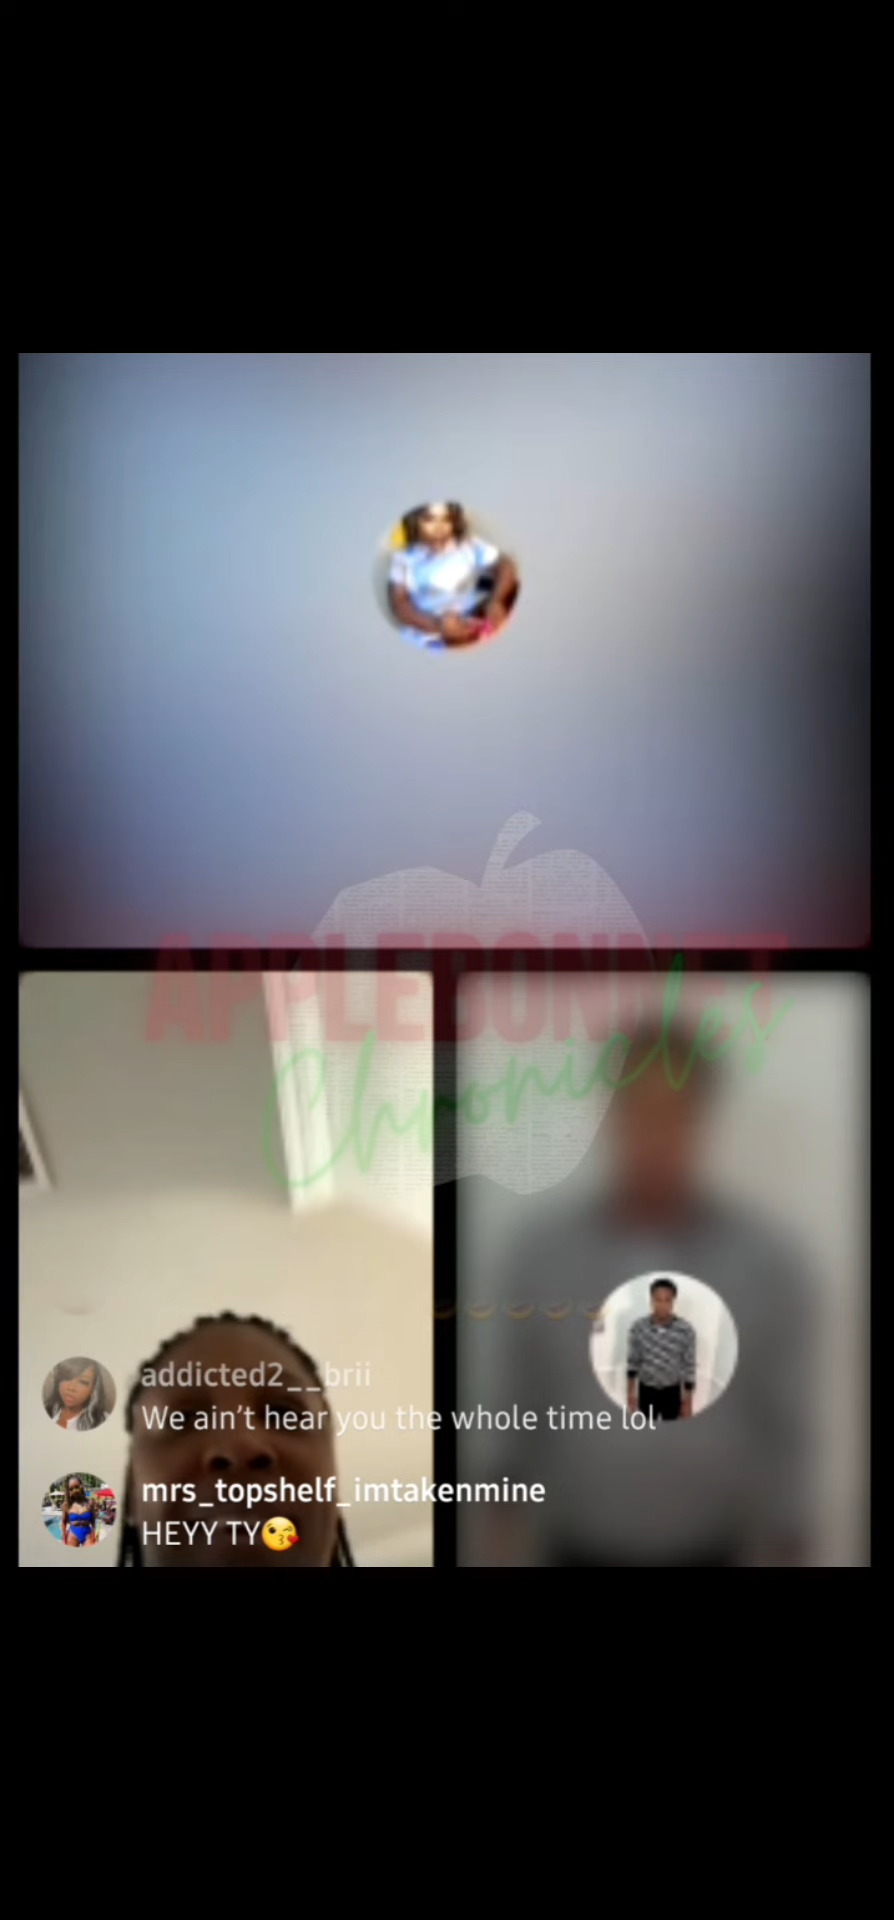 APPLEBONNET
Chronicles
addicted2__brii
We ain’t hear you the whole time lol
mrs_topshelf_imtakenmine
HEYY TY😘